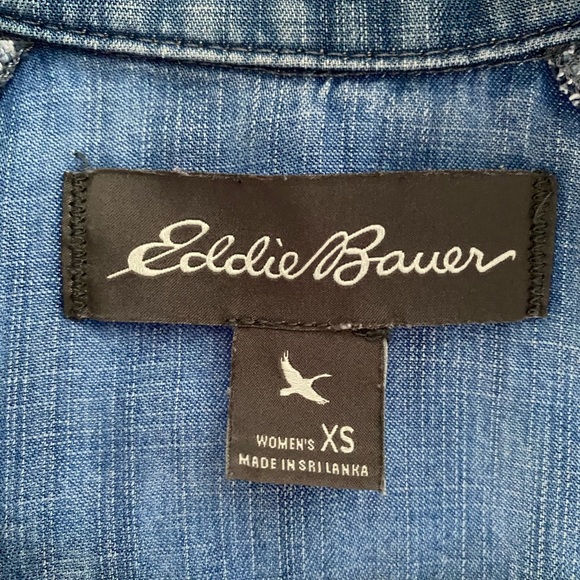 Eddie Bauer
WOMEN'S XS
MADE IN SRI LANKA